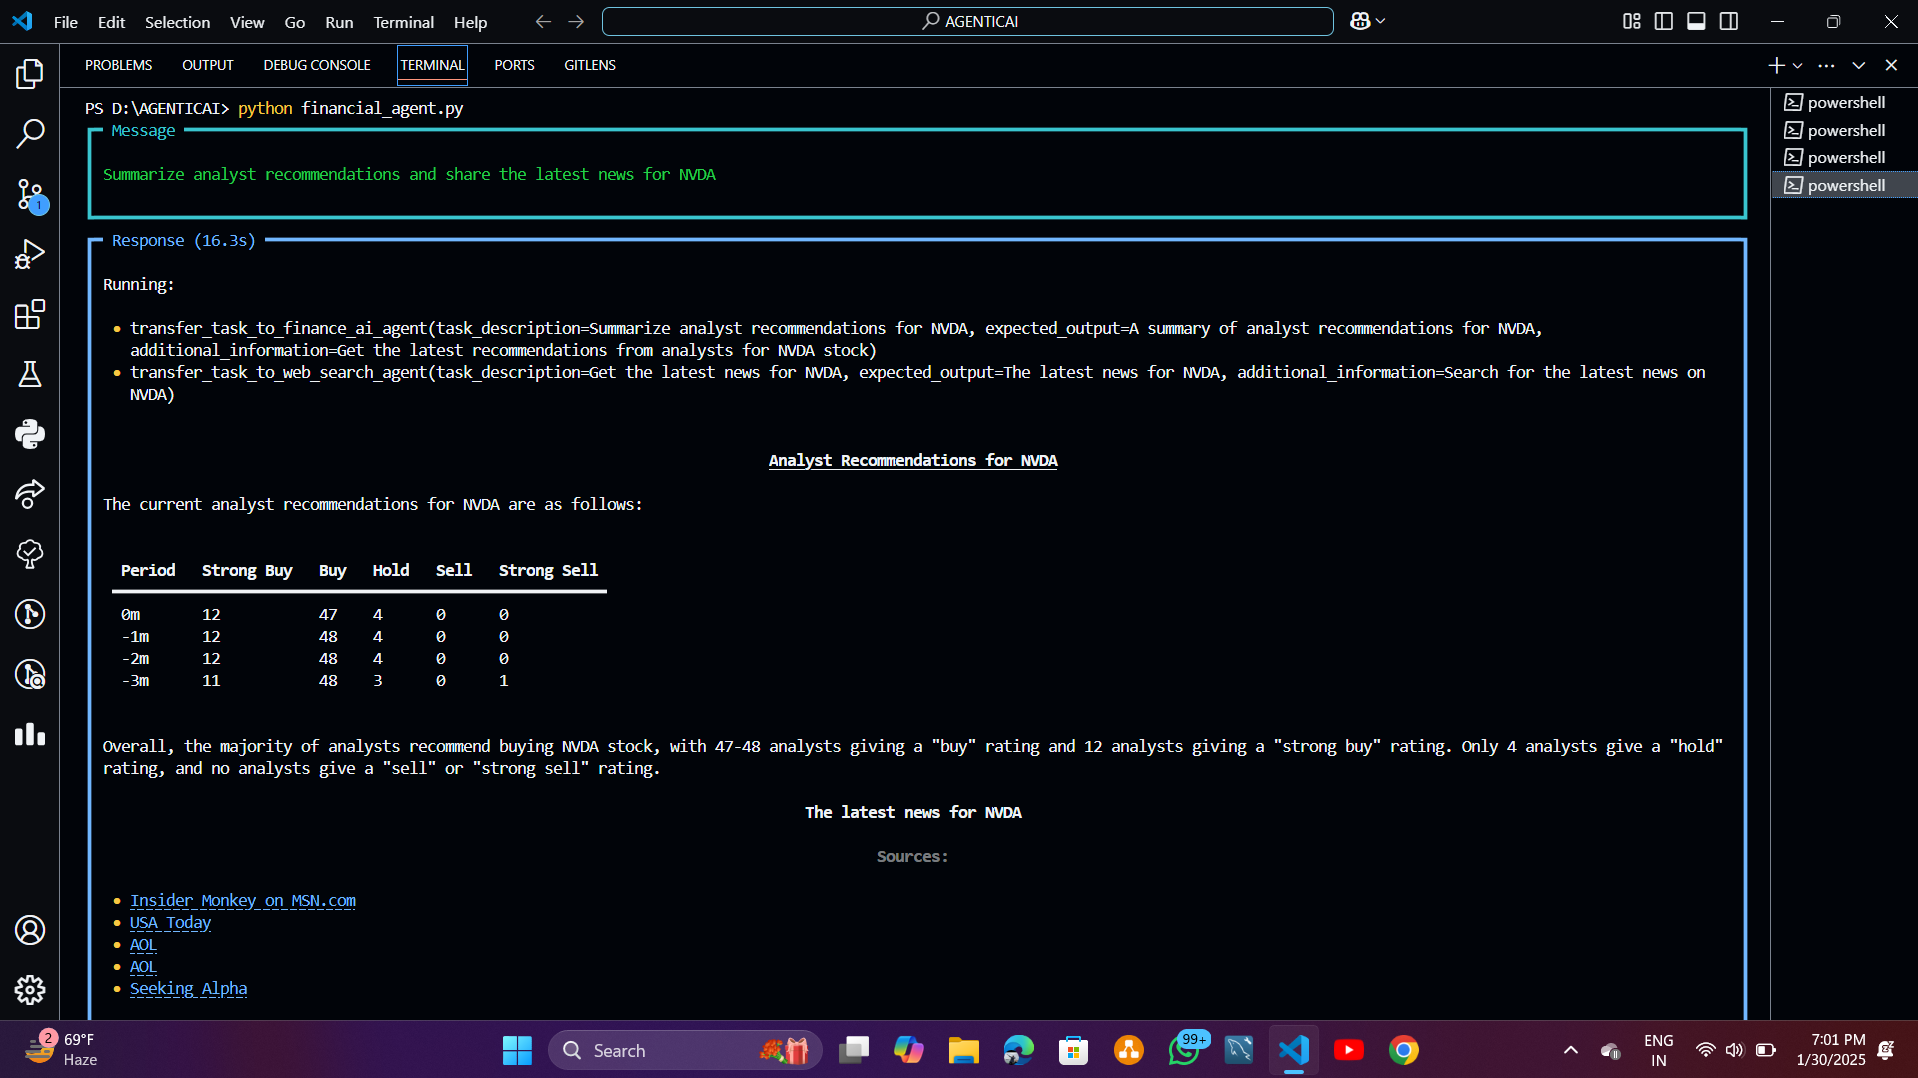 File Edit Selection View Go Run Terminal Help AGENTICAI
PROBLEMS OUTPUT DEBUG CONSOLE TERMINAL PORTS GITLENS
PS D:\AGENTICAI> python financial_agent.py
powershell
powershell
powershell
powershell
1
Message
Summarize analyst recommendations and share the latest news for NVDA
Response (16.3s)
Running:
• transfer_task_to_finance_ai_agent(task_description=Summarize analyst recommendations for NVDA, expected_output=A summary of analyst recommendations for NVDA,
additional_information=Get the latest recommendations from analysts for NVDA stock)
• transfer_task_to_web_search_agent(task_description=Get the latest news for NVDA, expected_output=The latest news for NVDA, additional_information=Search for the latest news on
NVDA)
Analyst Recommendations for NVDA
The current analyst recommendations for NVDA are as follows:
Period Strong Buy Buy Hold Sell Strong Sell
0m 12 47 4 0 0
-1m 12 48 4 0 0
-2m 12 48 4 0 0
-3m 11 48 3 0 1
Overall, the majority of analysts recommend buying NVDA stock, with 47-48 analysts giving a "buy" rating and 12 analysts giving a "strong buy" rating. Only 4 analysts give a "hold"
rating, and no analysts give a "sell" or "strong sell" rating.
The latest news for NVDA
Sources:
• Insider Monkey on MSN.com
• USA Today
• AOL
• AOL
• Seeking Alpha
2 69°F
Haze
Search
99+
ENG
IN
7:01 PM
1/30/2025